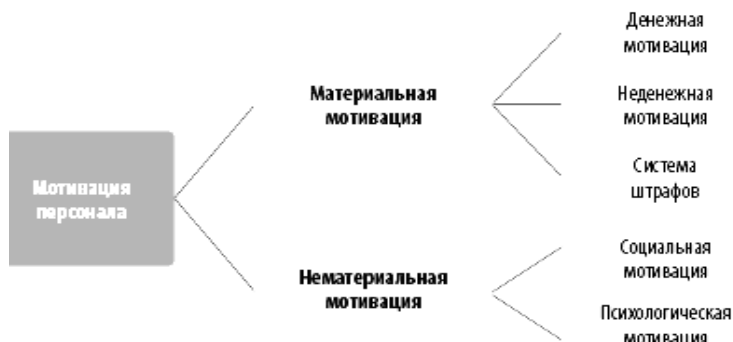 Мотивация
персонала
Материальная
мотивация
Денежная
мотивация
Неденежная
мотивация
Система
штрафов
Нематериальная
мотивация
Социальная
мотивация
Психологическая
мотивация